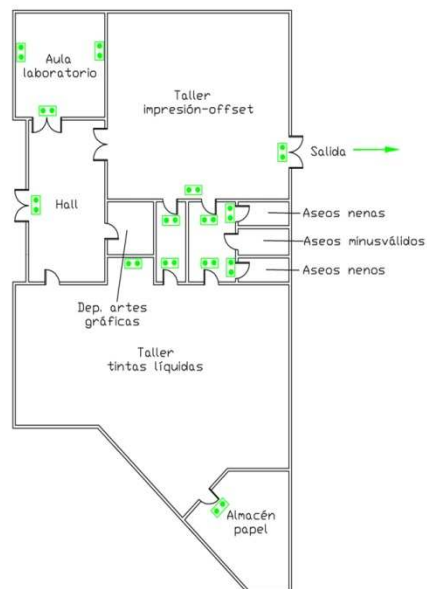 Aula
laboratorio
Taller
impresión-offset
Salida
Hall
Aseos nenas
Aseos minusválidos
Aseos nenos
Dep. artes
gráficas
Taller
tintas líquidas
Almacén
papel